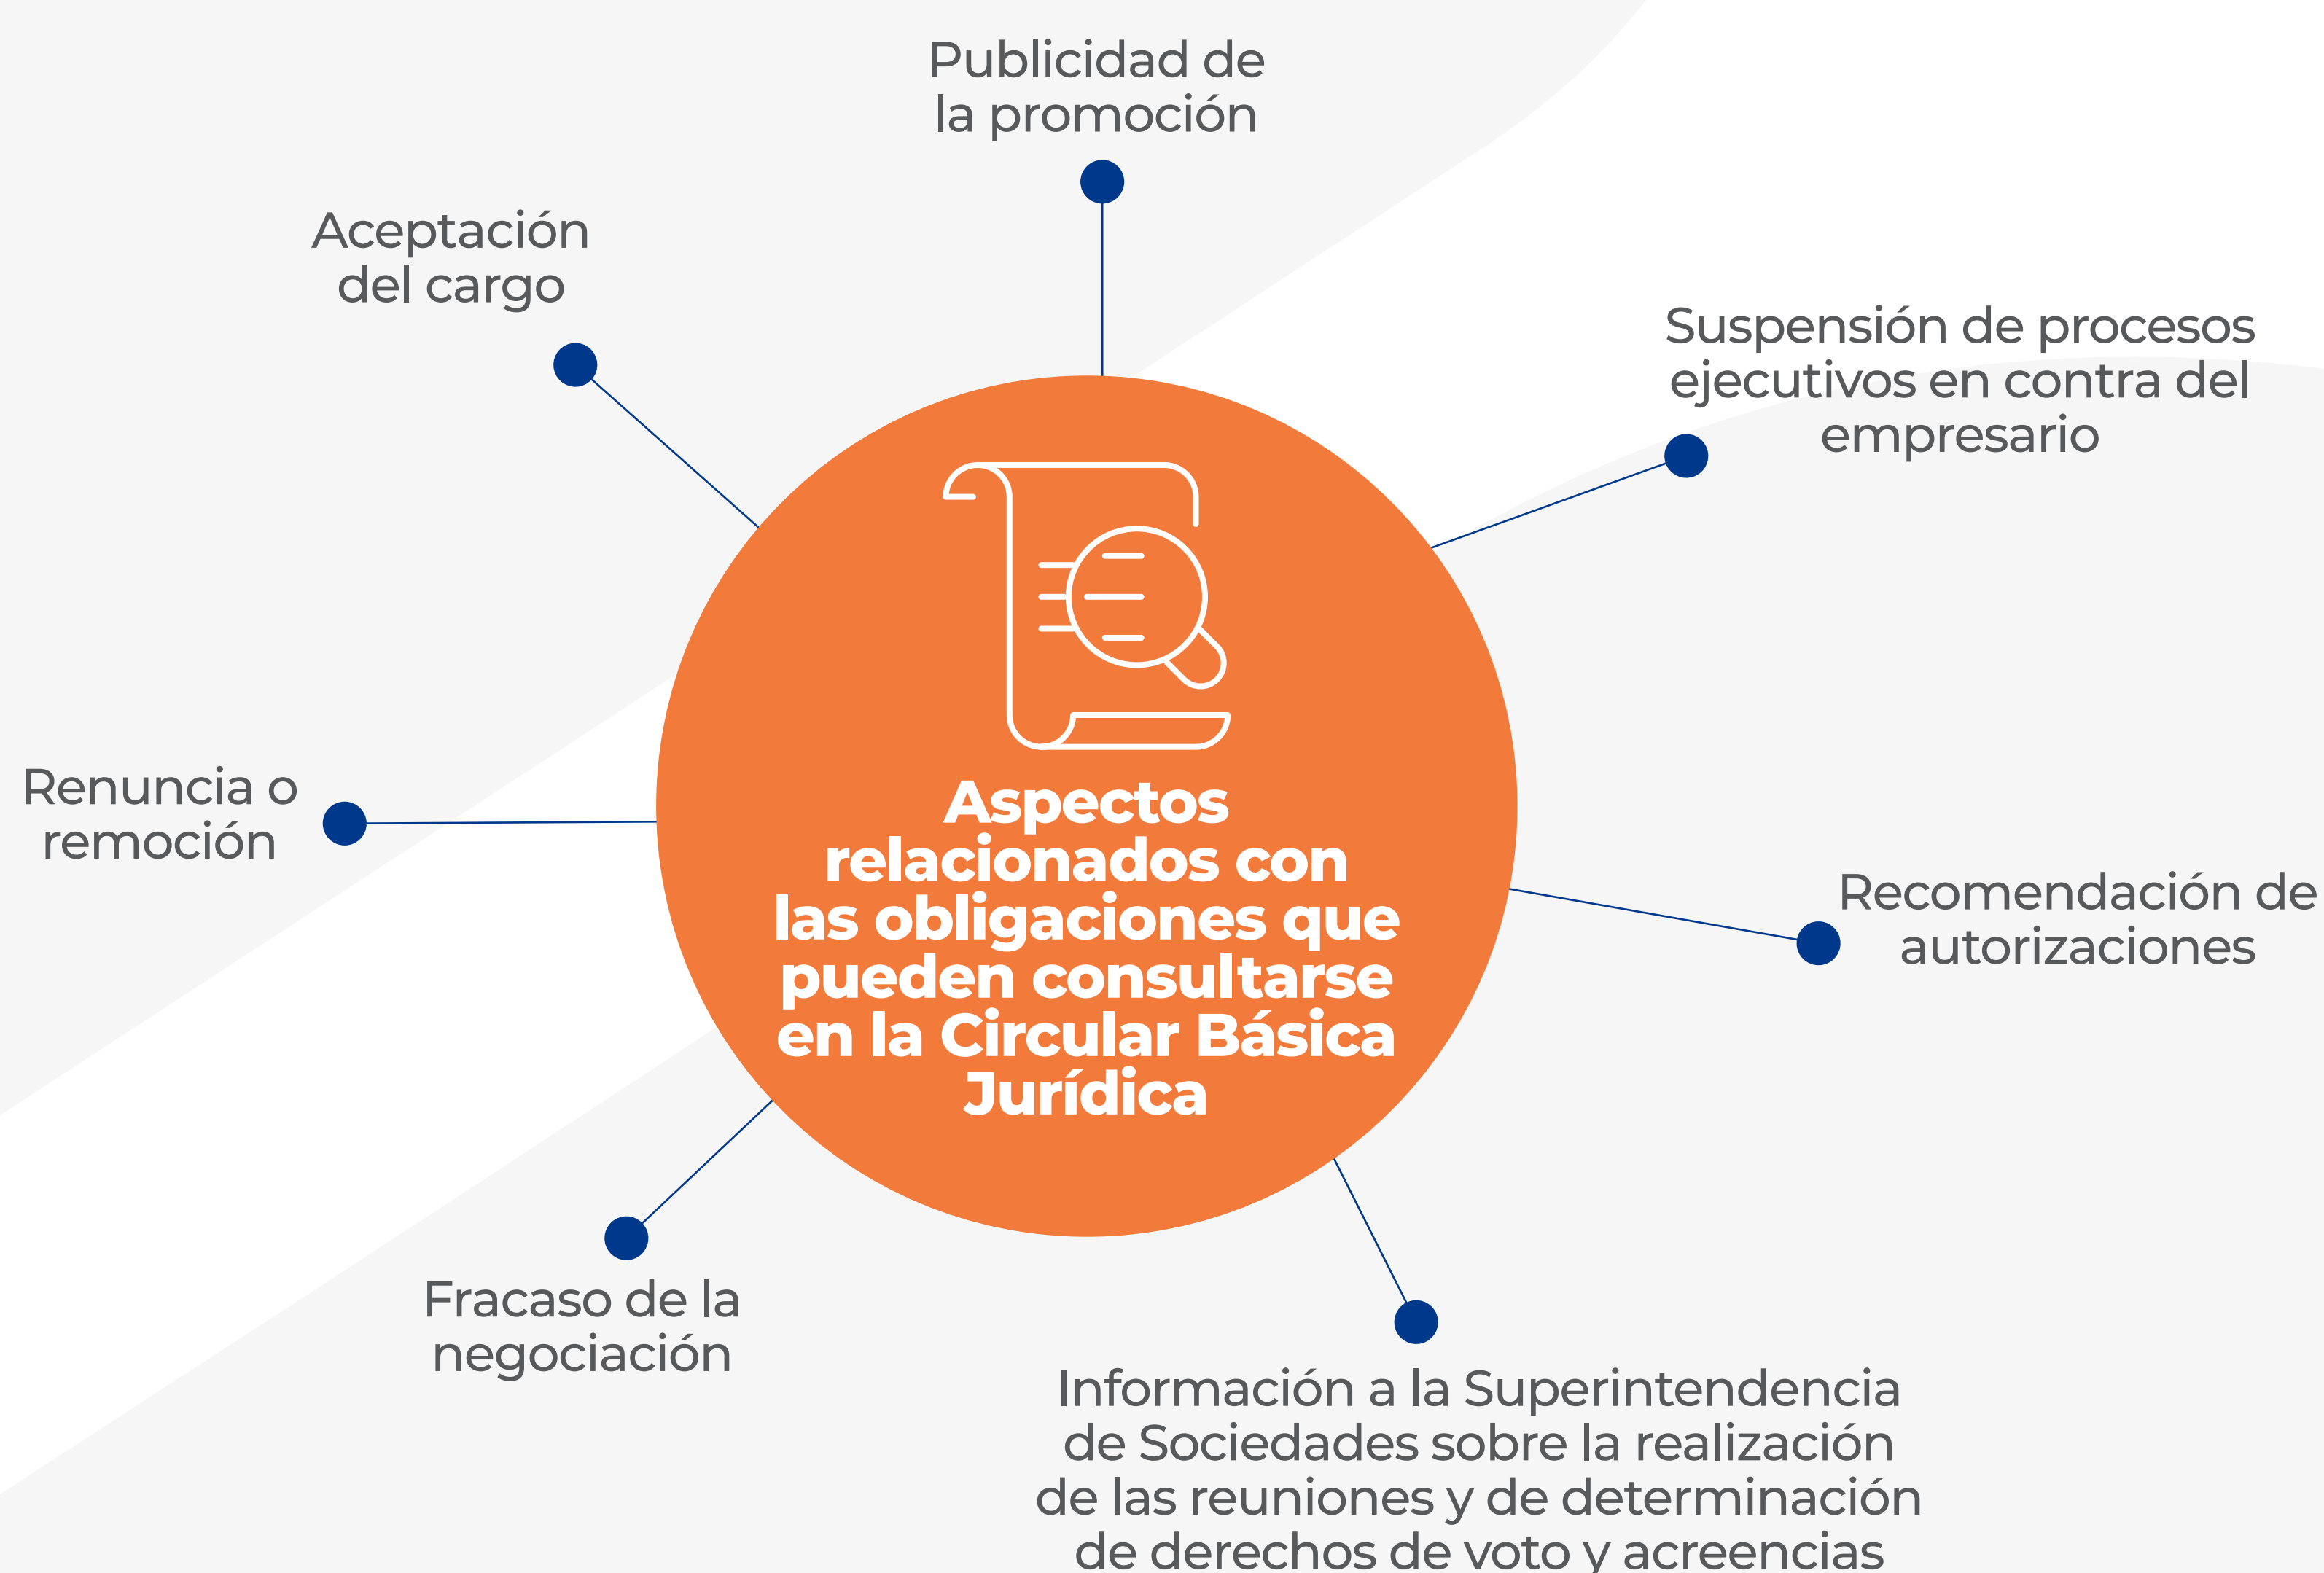 Publicidad de
la promoción
Aceptación
del cargo
Suspensión de procesos
ejecutivos en contra del
empresario
Renuncia o
remoción
Aspectos
relacionados con
las obligaciones que
pueden consultarse
en la Circular Básica
Jurídica
Recomendación de
autorizaciones
Fracaso de la
negociación
Información a la Superintendencia
de Sociedades sobre la realización
de las reuniones y de determinación
de derechos de voto y acreencias